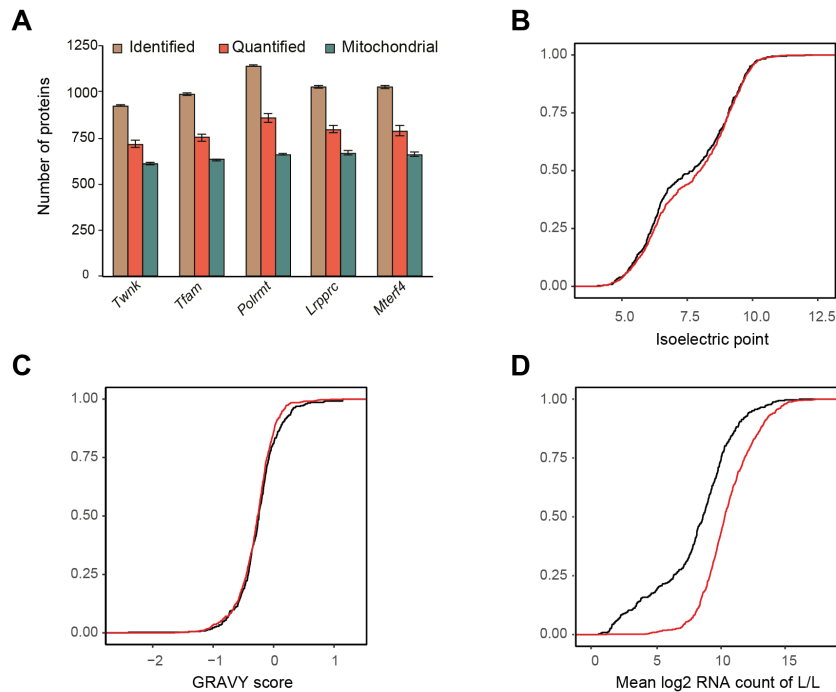 A
Number of proteins
1250
1000
750
500
250
0
Identified Quantified Mitochondrial
Twnk Tfam Polrmt Lrpprc Mterf4
B
1.00
0.75
0.50
0.25
0.00
5.0 7.5 10.0 12.5
Isoelectric point
C
1.00
0.75
0.50
0.25
0.00
−2 −1 0 1
GRAVY score
D
1.00
0.75
0.50
0.25
0.00
0 5 10 15
Mean log2 RNA count of L/L